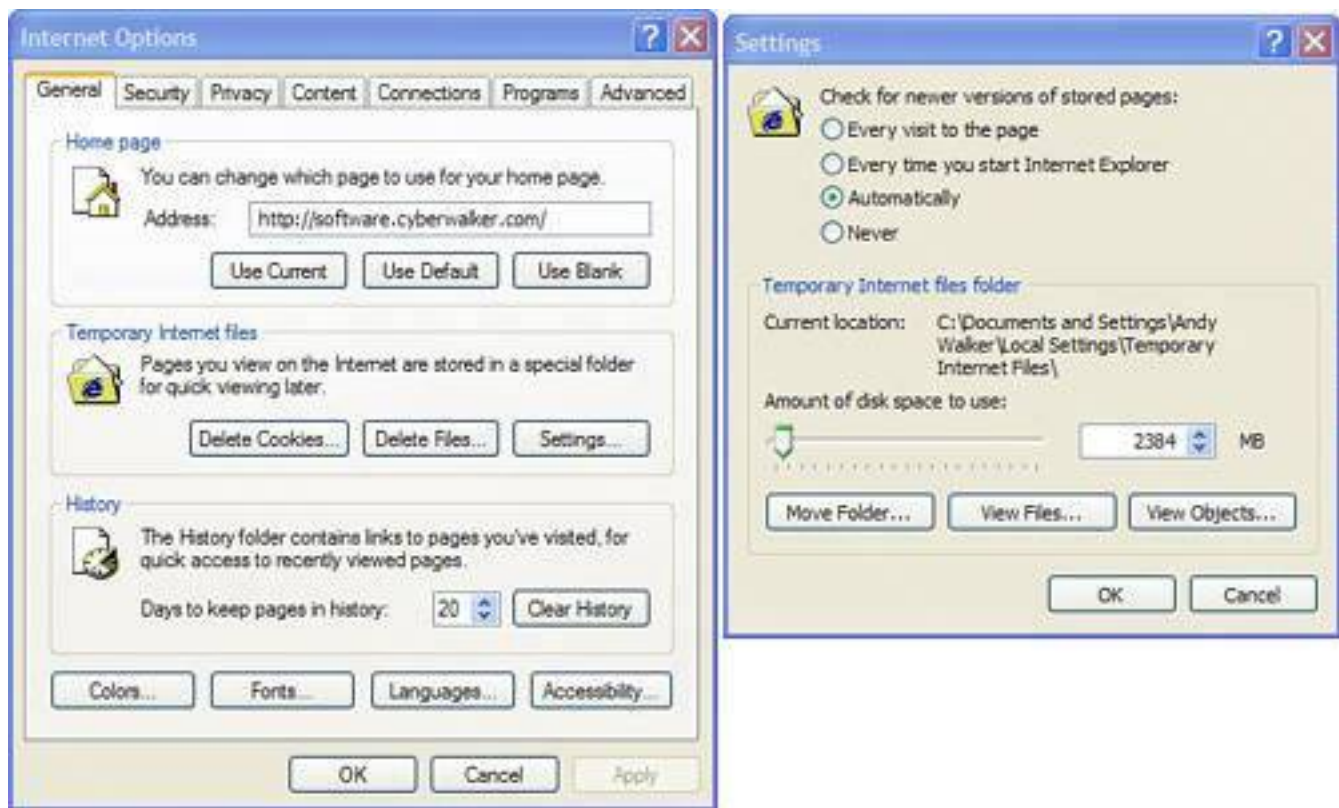 Internet Options
General Security Privacy Content Connections Programs Advanced
Home page
You can change which page to use for your home page.
Address: http://software.cyberwalker.com/
Use Current Use Default Use Blank
Temporary Internet files
Pages you view on the Internet are stored in a special folder
for quick viewing later.
Delete Cookies... Delete Files... Settings...
History
The History folder contains links to pages you've visited, for
quick access to recently viewed pages.
Days to keep pages in history: 20 Clear History
Colors... Fonts... Languages... Accessibility...
OK Cancel Apply
Settings
Check for newer versions of stored pages:
Every visit to the page
Every time you start Internet Explorer
Automatically
Never
Temporary Internet files folder
Current location: C:\Documents and Settings\Andy
Walker\Local Settings\Temporary
Internet Files\
Amount of disk space to use:
2384 MB
Move Folder... View Files... View Objects...
OK Cancel